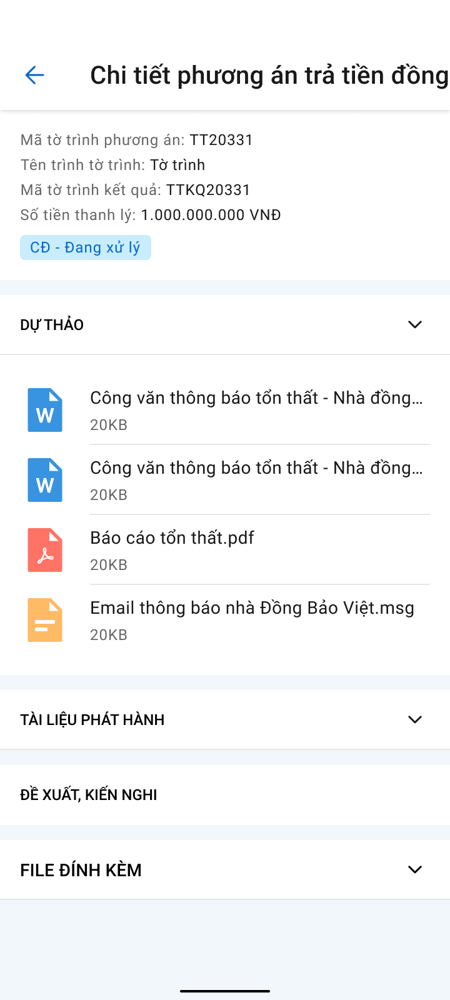 Chi tiết phương án trả tiền đồng
Mã tờ trình phương án: TT20331
Tên trình tờ trình: Tờ trình
Mã tờ trình kết quả: TTKQ20331
Số tiền thanh lý: 1.000.000.000 VNĐ
CĐ - Đang xử lý
DỰ THẢO
W
Công văn thông báo tổn thất - Nhà đồng...
20KB
W
Công văn thông báo tổn thất - Nhà đồng...
20KB
Báo cáo tổn thất.pdf
20KB
Email thông báo nhà Đồng Bảo Việt.msg
20KB
TÀI LIỆU PHÁT HÀNH
ĐỀ XUẤT, KIẾN NGHI
FILE ĐÍNH KÈM